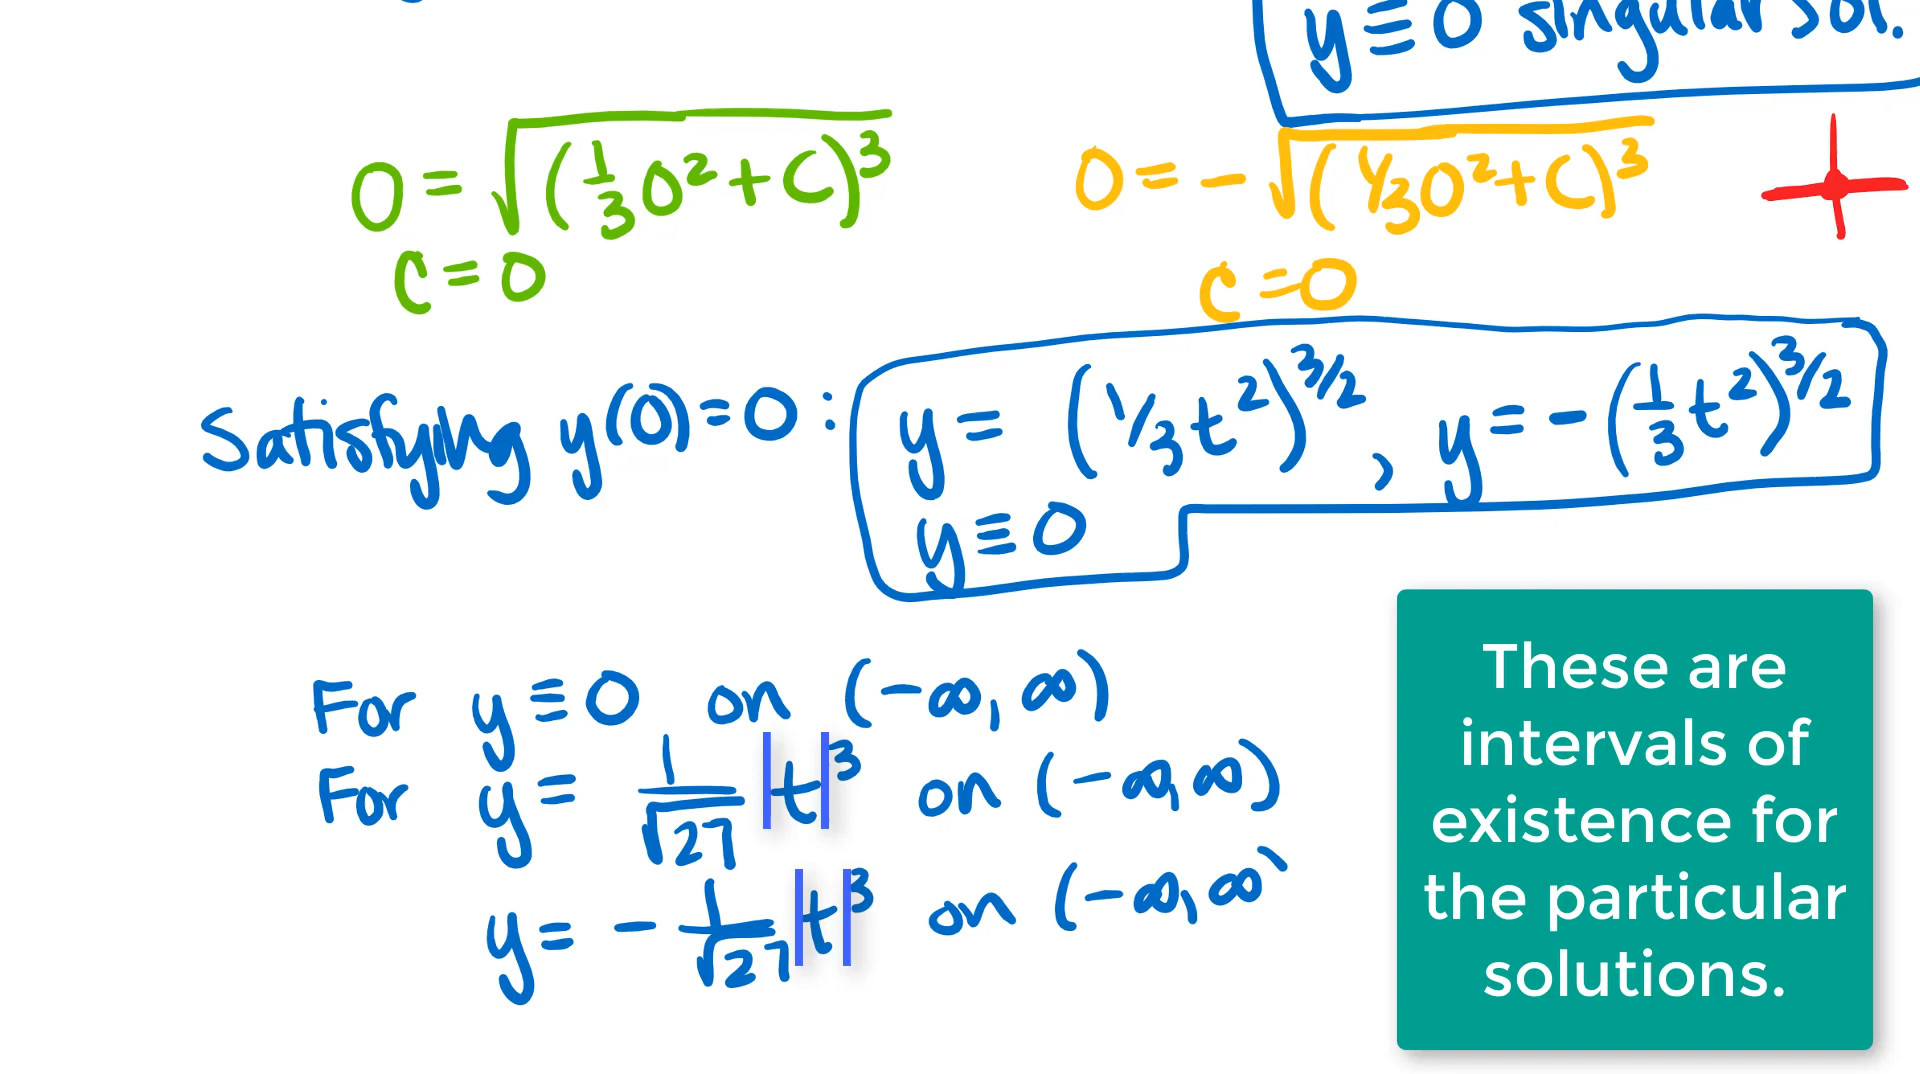 y ≡ 0 singular sol.
0 = √(1/3 0² + C)³
0 = - √(1/3 0² + C)³
C = 0
C = 0
Satisfying y(0) = 0 : y = (1/3 t²)^3/2 , y = - (1/3 t²)^3/2
y ≡ 0
For y ≡ 0 on (-∞, ∞)
For y = 1/√27 |t|³ on (-∞, ∞)
y = - 1/√27 |t|³ on (-∞, ∞)
These are
intervals of
existence for
the particular
solutions.